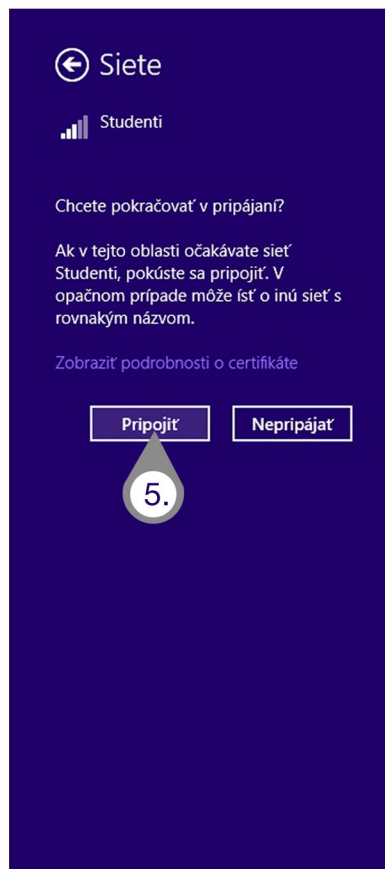 Siete
Studenti
Chcete pokračovať v pripájaní?
Ak v tejto oblasti očakávate sieť
Studenti, pokúste sa pripojiť. V
opačnom prípade môže ísť o inú sieť s
rovnakým názvom.
Zobraziť podrobnosti o certifikáte
Pripojiť Nepripájať
5.